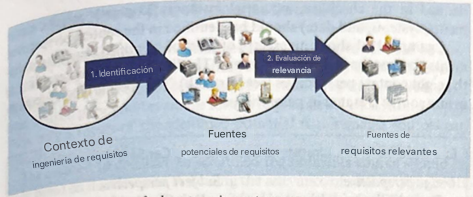 1. Identificación
2. Evaluación de
relevancia
Contexto de
ingeniería de requisitos
Fuentes
potenciales de requisitos
Fuentes de
requisitos relevantes